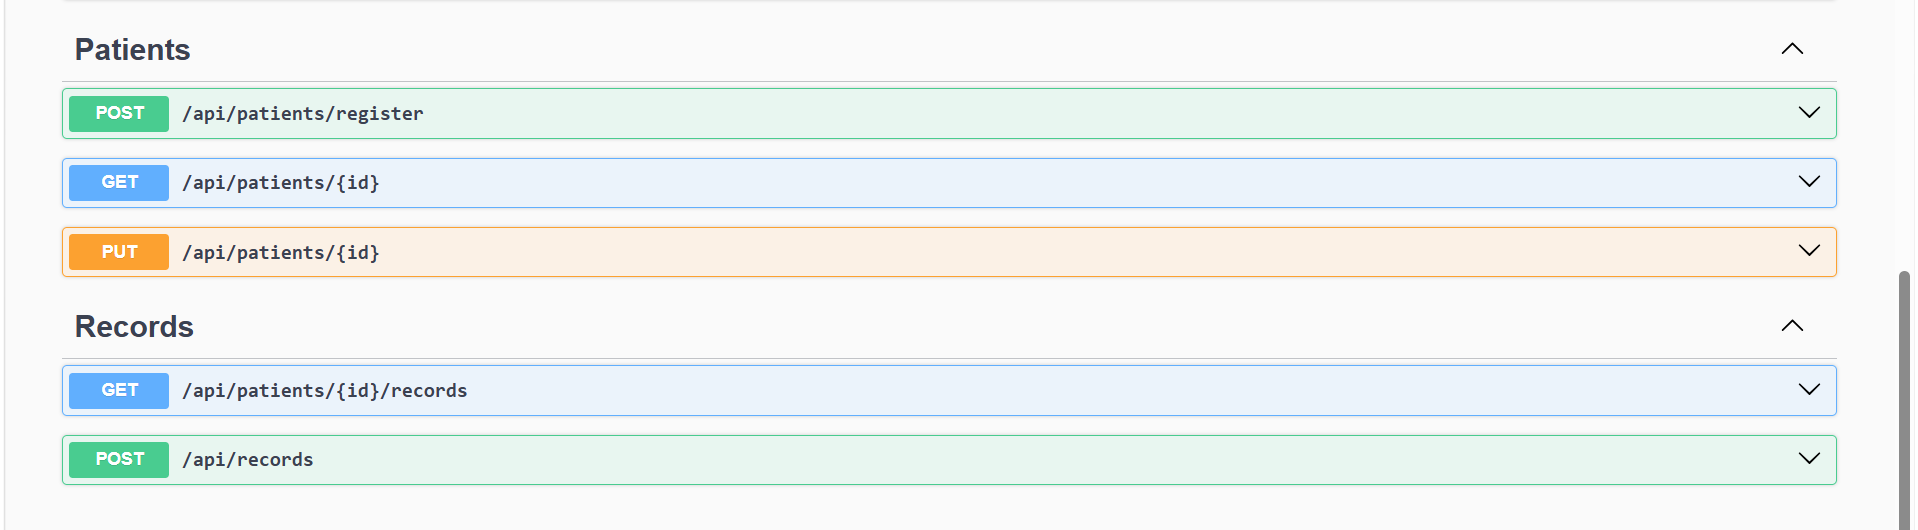 Patients
POST /api/patients/register
GET /api/patients/{id}
PUT /api/patients/{id}
Records
GET /api/patients/{id}/records
POST /api/records